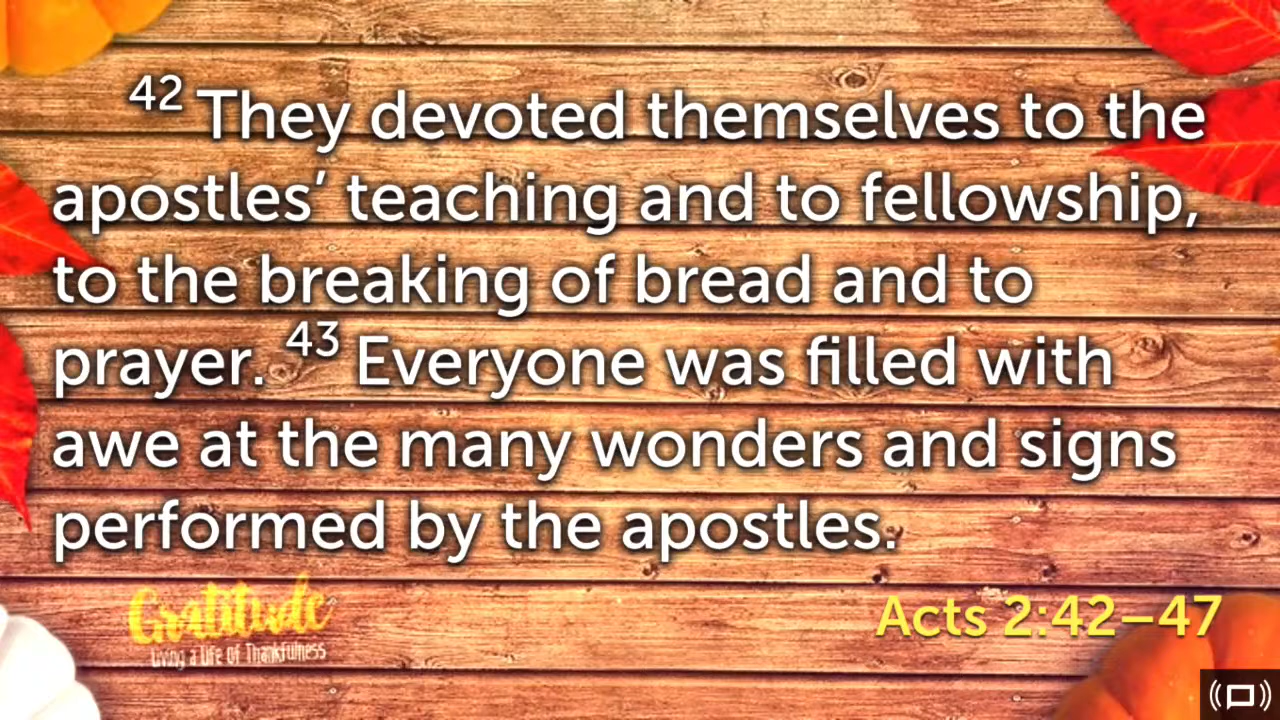 42 They devoted themselves to the
apostles’ teaching and to fellowship,
to the breaking of bread and to
prayer. 43 Everyone was filled with
awe at the many wonders and signs
performed by the apostles.
Gratitude
Living a Life of Thankfulness
Acts 2:42–47